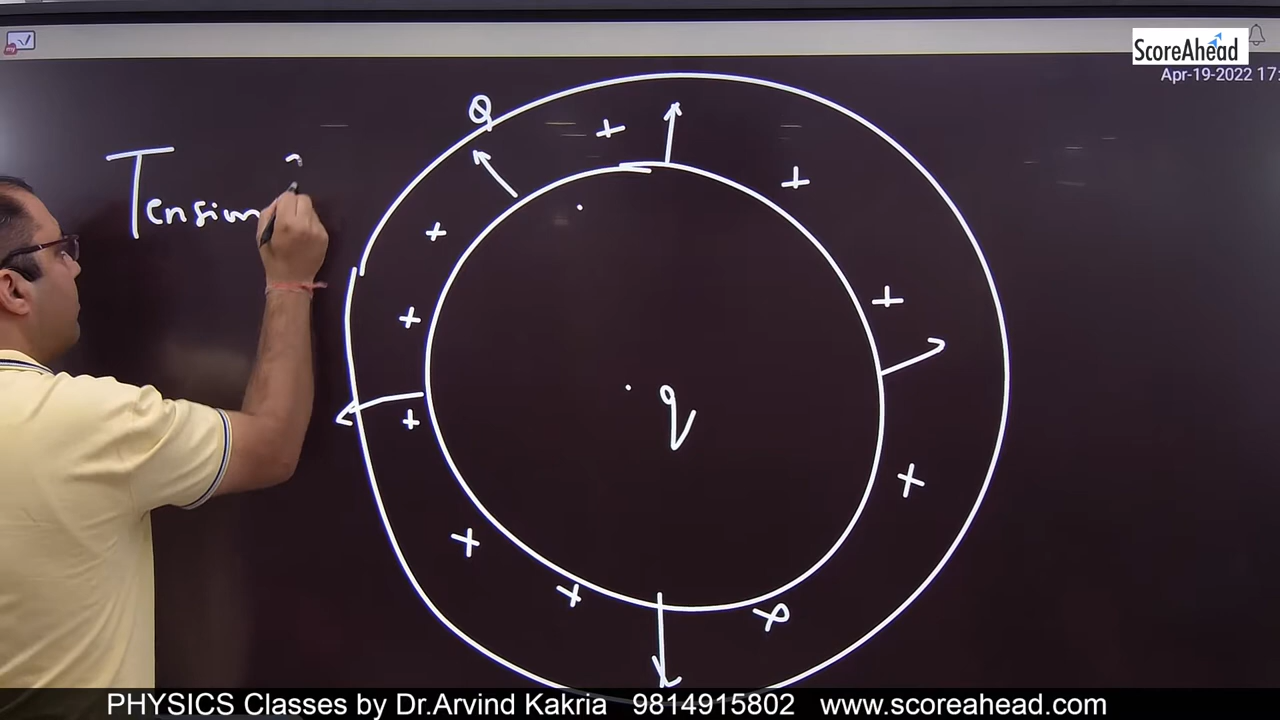 ScoreAhead
Apr-19-2022 17:
Q
Tension
q
PHYSICS Classes by Dr.Arvind Kakria 9814915802 www.scoreahead.com